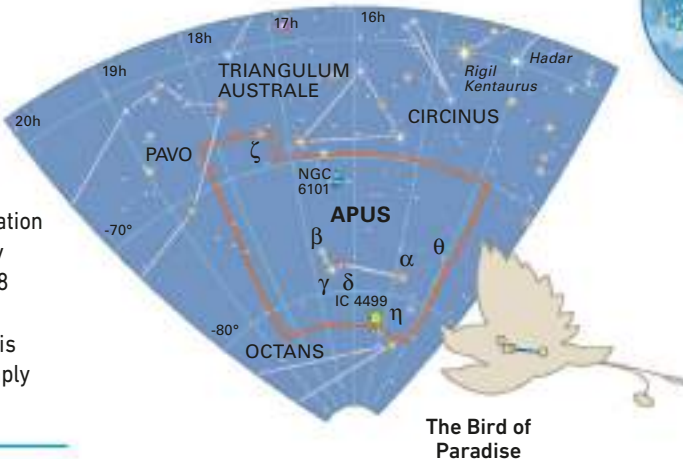 17h
16h
18h
19h
20h
TRIANGULUM
AUSTRALE
Rigil
Kentaurus
Hadar
CIRCINUS
PAVO
ζ
NGC
6101
APUS
-70°
β
γ
δ
α
θ
IC 4499
η
-80°
OCTANS
ation
8
is
ply
The Bird of
Paradise